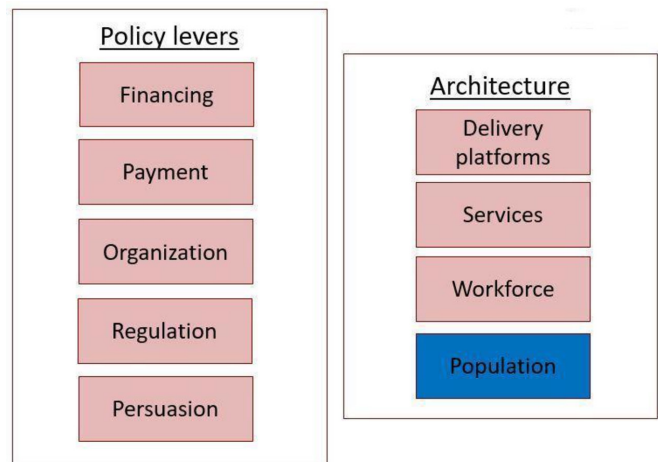 Policy levers
Financing
Payment
Organization
Regulation
Persuasion
Architecture
Delivery
platforms
Services
Workforce
Population